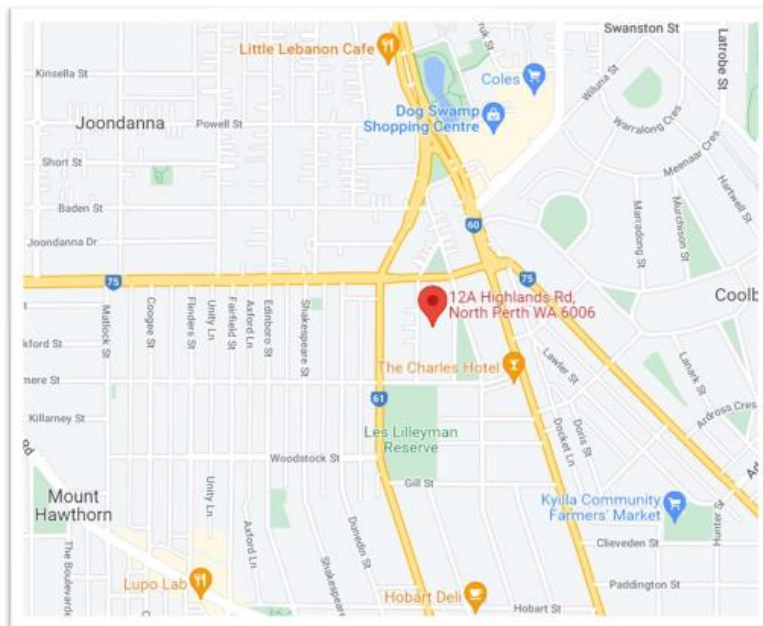 Little Lebanon Cafe
Swanston St
Latrobe St
Kinsella St
Coles
Wiluna St
Joondanna
Powell St
Dog Swamp
Shopping Centre
Warralong Cres
Short St
Meenaar Cres
Hartwell St
Baden St
Marradong St
Murchison St
60
Joondanna Dr
75
75
12A Highlands Rd,
North Perth WA 6006
Matlock St
Coogee St
Flinders St
Unity Ln
Fairfield St
Axford Ln
Edinboro St
Shakespeare St
kford St
The Charles Hotel
Lawler St
Lanark St
mere St
61
Ardross Cres
Killarney St
Les Lilleyman
Reserve
Doris St
Docket Ln
Rd
Woodstock St
Gill St
Mount
Hawthorn
Unity Ln
Axford Ln
Dunedin St
Kyilla Community
Farmers' Market
Hunter St
Clieveden St
The Boulevarde
Lupo Lab
Shakespeare
Paddington St
Hobart Deli
Hobart St